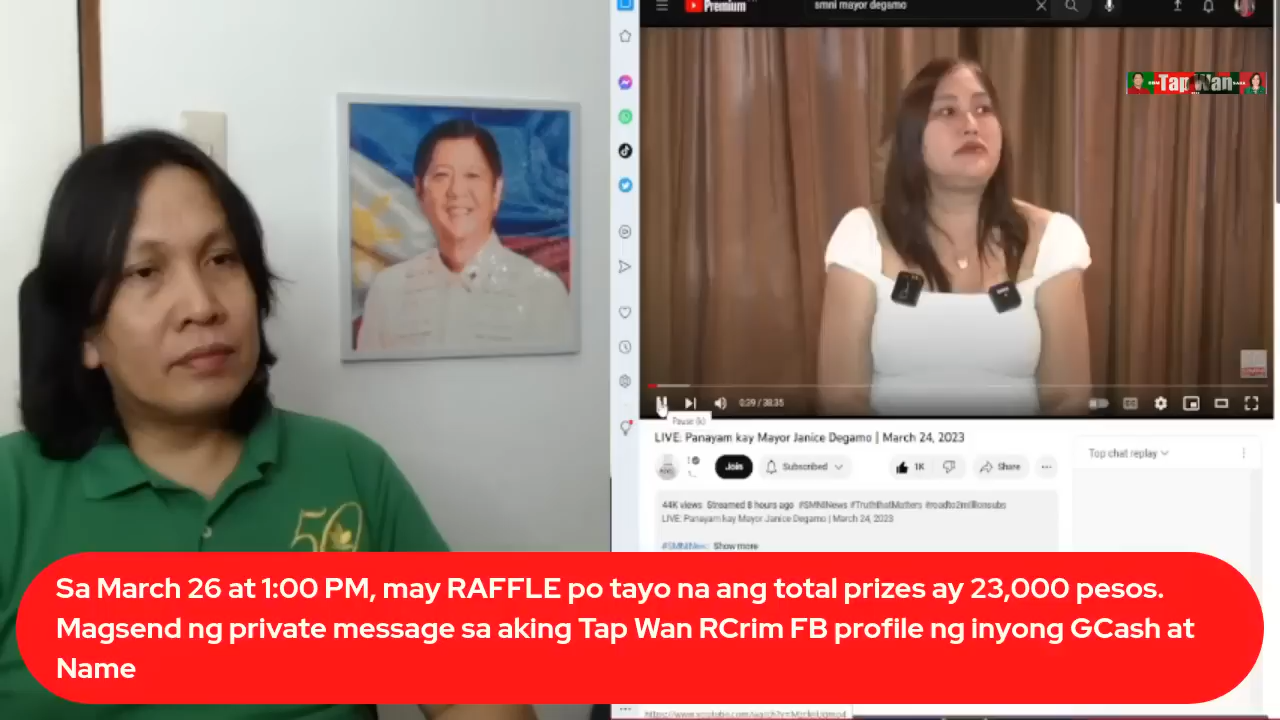 Premium
smni mayor degamo
Tap Wan
50
0:39 / 38:35
Pause (k)
LIVE: Panayam kay Mayor Janice Degamo | March 24, 2023
Join
Subscribed
1K
Share
Top chat replay
44K views Streamed 8 hours ago #SMNINews #TruththatMatters #roadto2millionsubs
LIVE: Panayam kay Mayor Janice Degamo | March 24, 2023
#SMNINews Show more
Sa March 26 at 1:00 PM, may RAFFLE po tayo na ang total prizes ay 23,000 pesos.
Magsend ng private message sa aking Tap Wan RCrim FB profile ng inyong GCash at
Name